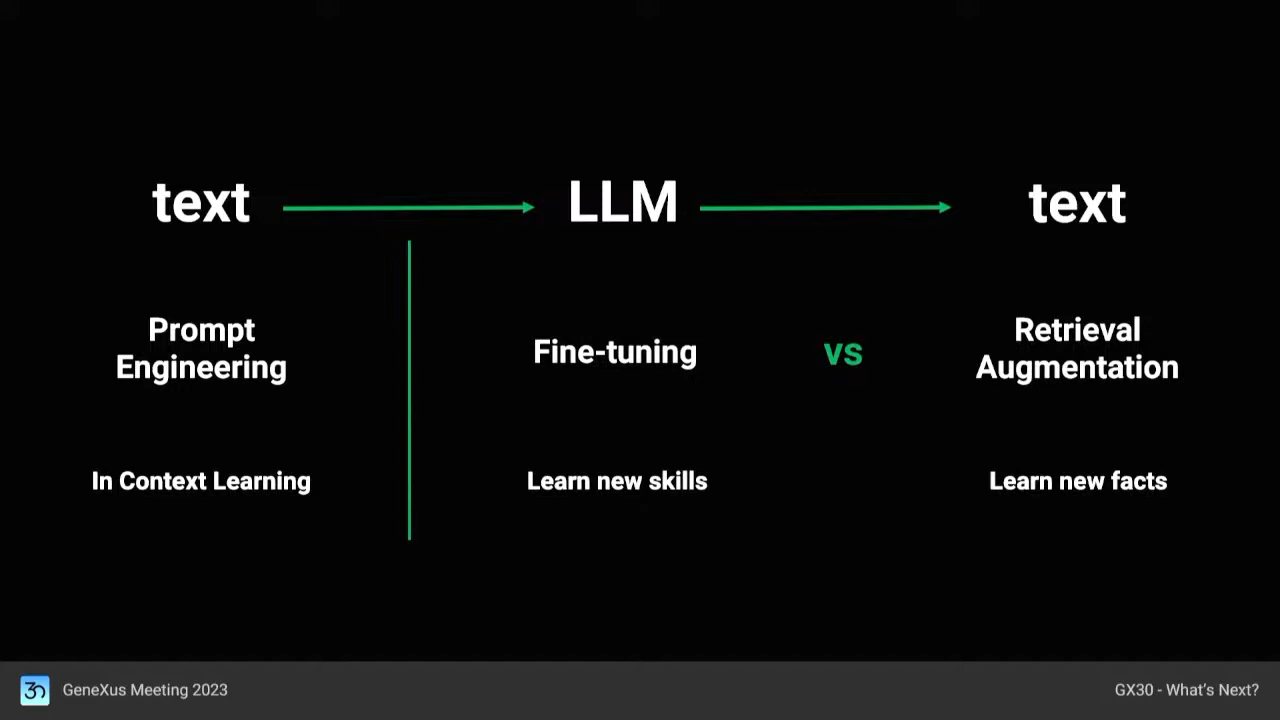 text LLM text
Prompt
Engineering
Fine-tuning
vs
Retrieval
Augmentation
In Context Learning
Learn new skills
Learn new facts
30 GeneXus Meeting 2023
GX30 - What's Next?